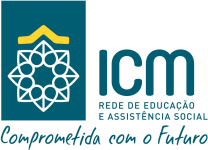 ICM
REDE DE EDUCAÇÃO
E ASSISTÊNCIA SOCIAL
Comprometida com o Futuro